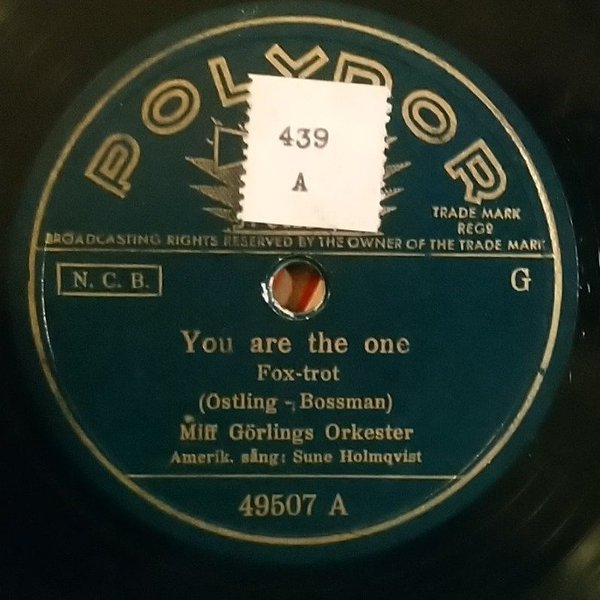 POLYDOR
439
A
TRADE MARK
REGD
BROADCASTING RIGHTS RESERVED BY THE OWNER OF THE TRADE MARK
N. C. B.
G
You are the one
Fox-trot
(Ostling - Bossman)
Miff Görlings Orkester
Amerik. sång: Sune Holmqvist
49507 A